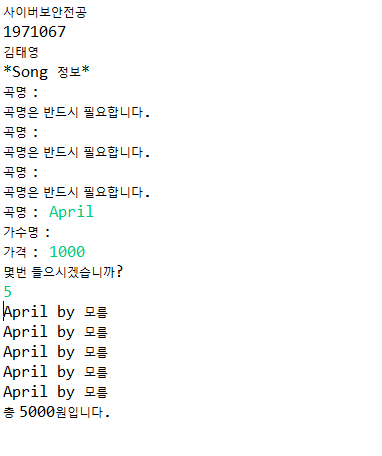 사이버보안전공
1971067
김태영
*Song 정보*
곡명 :
곡명은 반드시 필요합니다.
곡명 :
곡명은 반드시 필요합니다.
곡명 :
곡명은 반드시 필요합니다.
곡명 : April
가수명 :
가격 : 1000
몇번 들으시겠습니까?
5
April by 모름
April by 모름
April by 모름
April by 모름
April by 모름
총 5000원입니다.